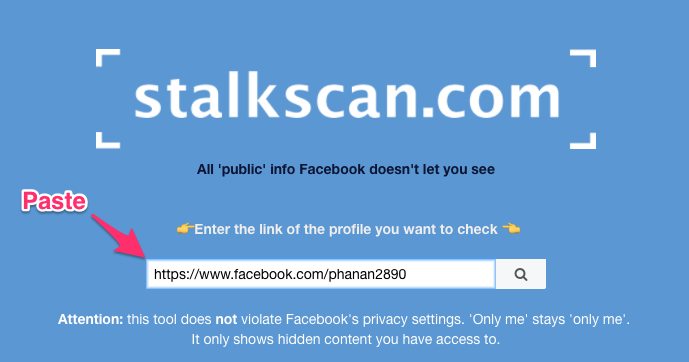 stalkscan.com
All 'public' info Facebook doesn't let you see
Paste
👉Enter the link of the profile you want to check 👈
https://www.facebook.com/phanan2890
Attention: this tool does not violate Facebook's privacy settings. 'Only me' stays 'only me'.
It only shows hidden content you have access to.